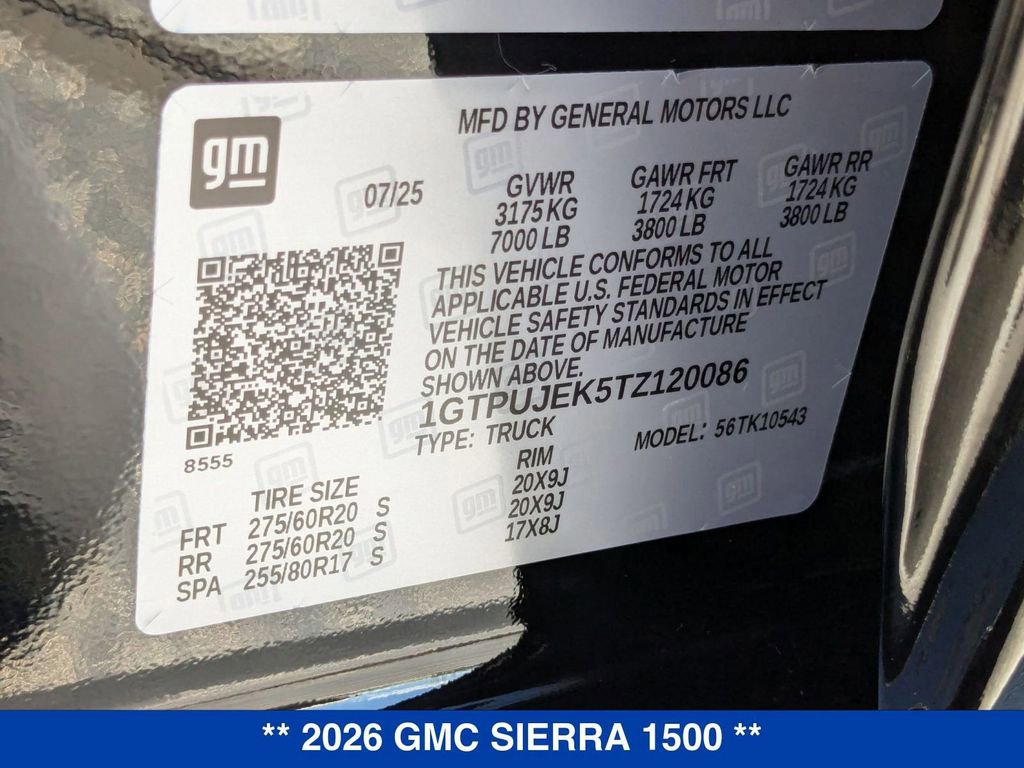 gm
MFD BY GENERAL MOTORS LLC
07/25
GVWR
3175 KG
7000 LB
GAWR FRT
1724 KG
3800 LB
GAWR RR
1724 KG
3800 LB
THIS VEHICLE CONFORMS TO ALL
APPLICABLE U.S. FEDERAL MOTOR
VEHICLE SAFETY STANDARDS IN EFFECT
ON THE DATE OF MANUFACTURE
SHOWN ABOVE.
1GTPUJEK5TZ120086
TYPE: TRUCK
MODEL: 56TK10543
8555
TIRE SIZE
RIM
FRT 275/60R20 S 20X9J
RR 275/60R20 S 20X9J
SPA 255/80R17 S 17X8J
** 2026 GMC SIERRA 1500 **